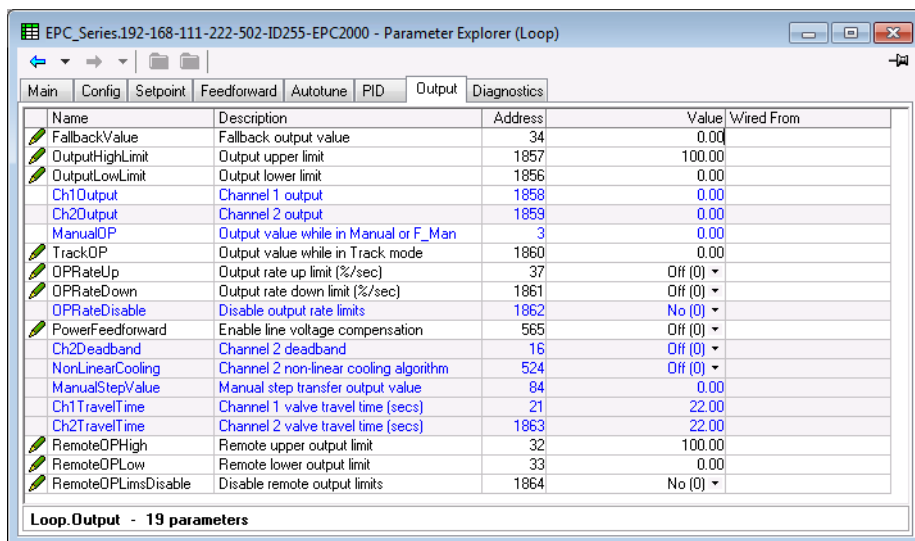 EPC_Series.192-168-111-222-502-ID255-EPC2000 - Parameter Explorer (Loop)
Main Config Setpoint Feedforward Autotune PID Output Diagnostics
Name Description Address Value Wired From
FallbackValue Fallback output value 34 0.00
OutputHighLimit Output upper limit 1857 100.00
OutputLowLimit Output lower limit 1856 0.00
Ch1Output Channel 1 output 1858 0.00
Ch2Output Channel 2 output 1859 0.00
ManualOP Output value while in Manual or F_Man 3 0.00
TrackOP Output value while in Track mode 1860 0.00
OPRateUp Output rate up limit (%/sec) 37 Off (0)
OPRateDown Output rate down limit (%/sec) 1861 Off (0)
OPRateDisable Disable output rate limits 1862 No (0)
PowerFeedforward Enable line voltage compensation 565 Off (0)
Ch2Deadband Channel 2 deadband 16 Off (0)
NonLinearCooling Channel 2 non-linear cooling algorithm 524 Off (0)
ManualStepValue Manual step transfer output value 84 0.00
Ch1TravelTime Channel 1 valve travel time (secs) 21 22.00
Ch2TravelTime Channel 2 valve travel time (secs) 1863 22.00
RemoteOPHigh Remote upper output limit 32 100.00
RemoteOPLow Remote lower output limit 33 0.00
RemoteOPLimsDisable Disable remote output limits 1864 No (0)
Loop.Output - 19 parameters